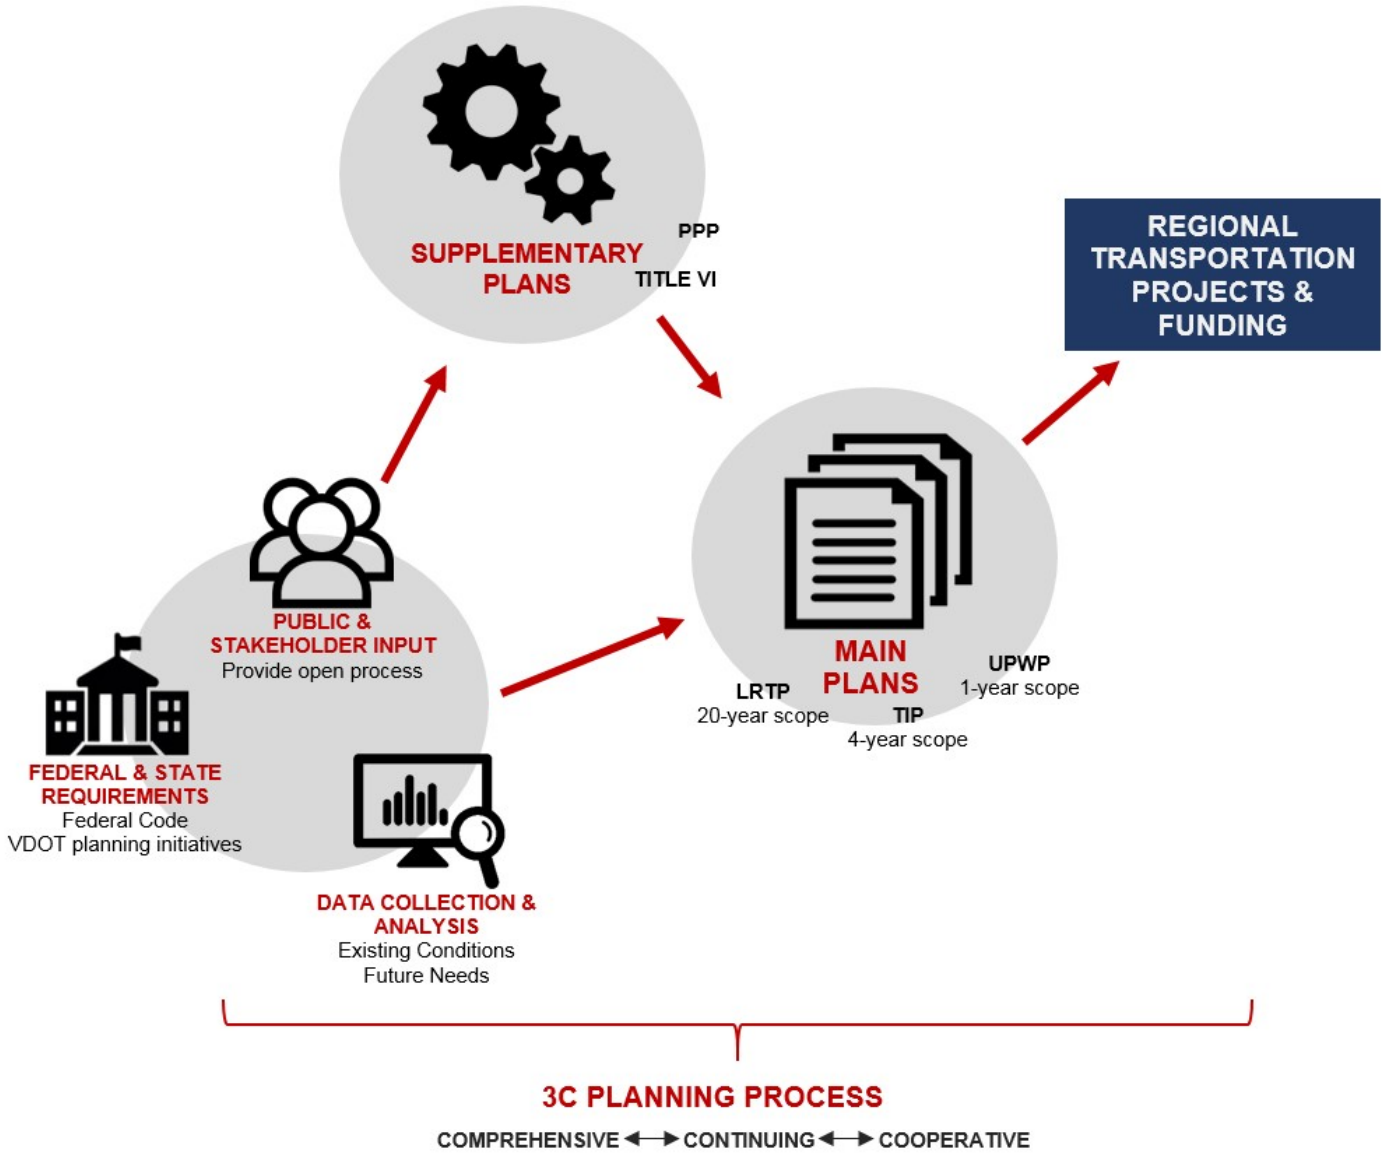 SUPPLEMENTARY
PLANS
PPP
TITLE VI
REGIONAL
TRANSPORTATION
PROJECTS &
FUNDING
PUBLIC &
STAKEHOLDER INPUT
Provide open process
FEDERAL & STATE
REQUIREMENTS
Federal Code
VDOT planning initiatives
DATA COLLECTION &
ANALYSIS
Existing Conditions
Future Needs
MAIN
PLANS
LRTP
20-year scope
TIP
4-year scope
UPWP
1-year scope
3C PLANNING PROCESS
COMPREHENSIVE CONTINUING COOPERATIVE